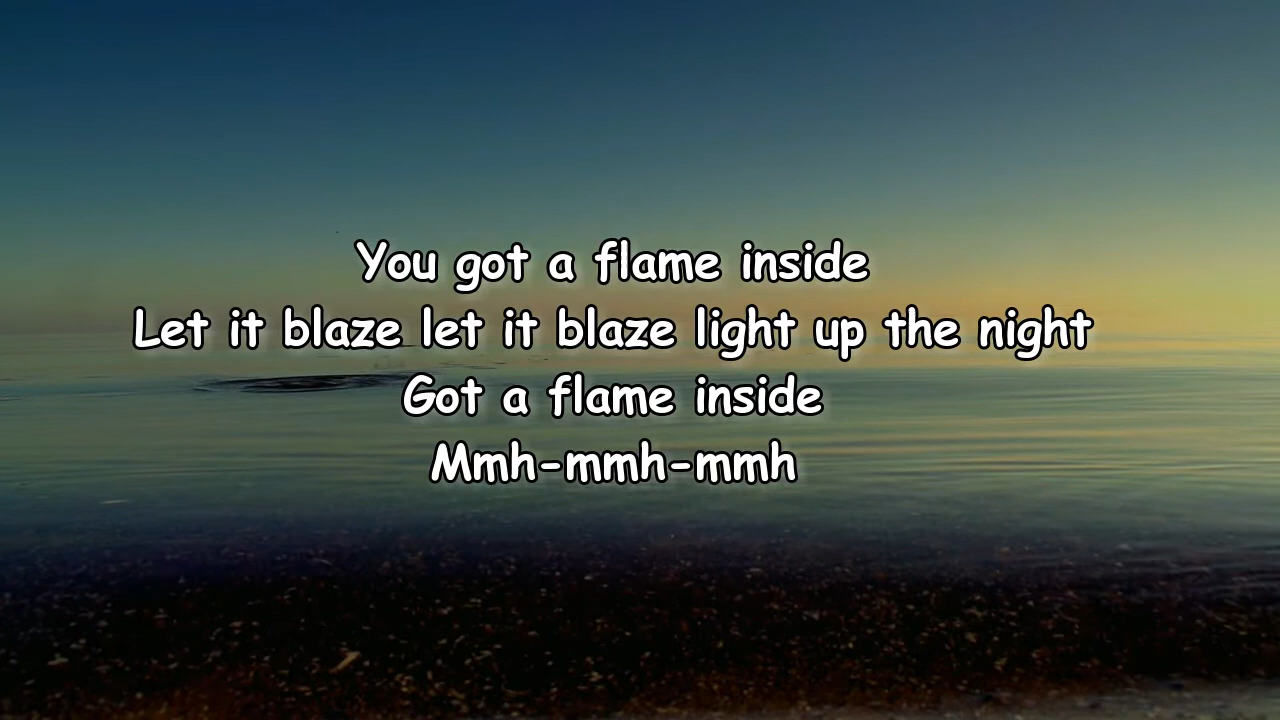 You got a flame inside
Let it blaze let it blaze light up the night
Got a flame inside
Mmh-mmh-mmh